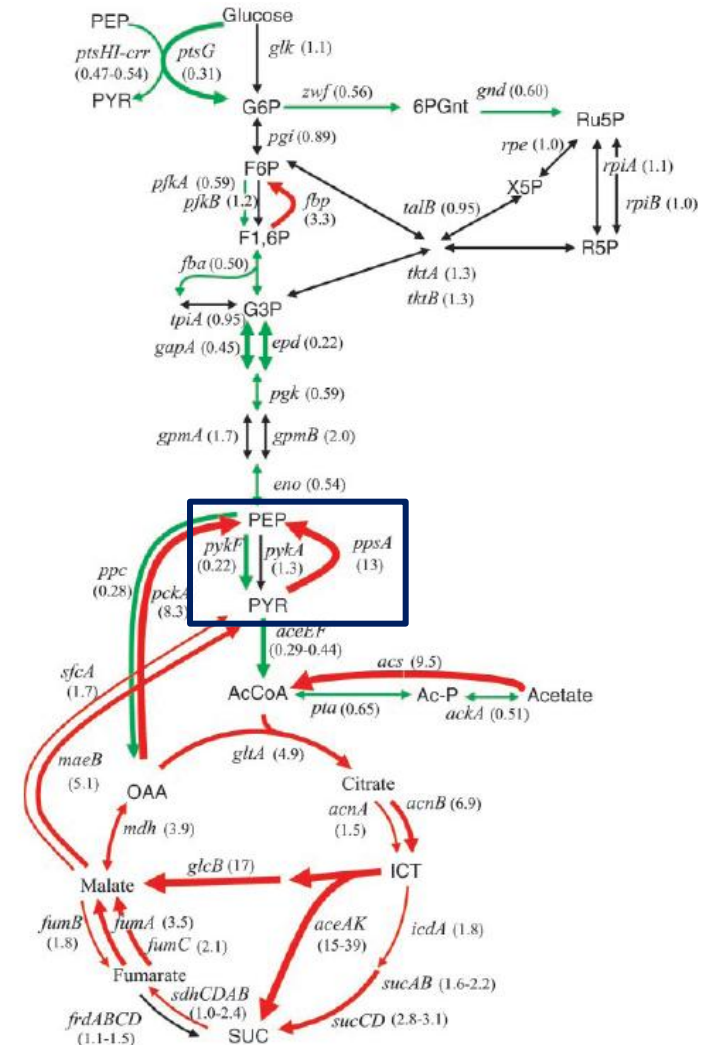 PEP
Glucose
ptsHI-crr
(0.47-0.54)
ptsG
(0.31)
glk (1.1)
PYR
G6P
zwf (0.56)
6PGnt
gnd (0.60)
Ru5P
pgi (0.89)
rpe (1.0)
rpiA (1.1)
F6P
X5P
pfkA (0.59)
pfkB (1.2)
fbp
(3.3)
talB (0.95)
rpiB (1.0)
F1,6P
R5P
fba (0.50)
tktA (1.3)
tktB (1.3)
G3P
tpiA (0.95)
gapA (0.45)
epd (0.22)
pgk (0.59)
gpmA (1.7)
gpmB (2.0)
eno (0.54)
PEP
pykF
(0.22)
pykA
(1.3)
ppsA
(13)
ppc
(0.28)
pckA
(8.3)
PYR
aceEF
(0.29-0.44)
sfcA
(1.7)
acs (9.5)
AcCoA
pta (0.65)
Ac-P
ackA (0.51)
Acetate
maeB
(5.1)
gltA (4.9)
OAA
Citrate
acnA
(1.5)
acnB (6.9)
mdh (3.9)
glcB (17)
ICT
Malate
fumB
(1.8)
fumA (3.5)
fumC (2.1)
aceAK
(15-39)
icdA (1.8)
Fumarate
sucAB (1.6-2.2)
sdhCDAB
(1.0-2.4)
frdABCD
(1.1-1.5)
SUC
sucCD (2.8-3.1)